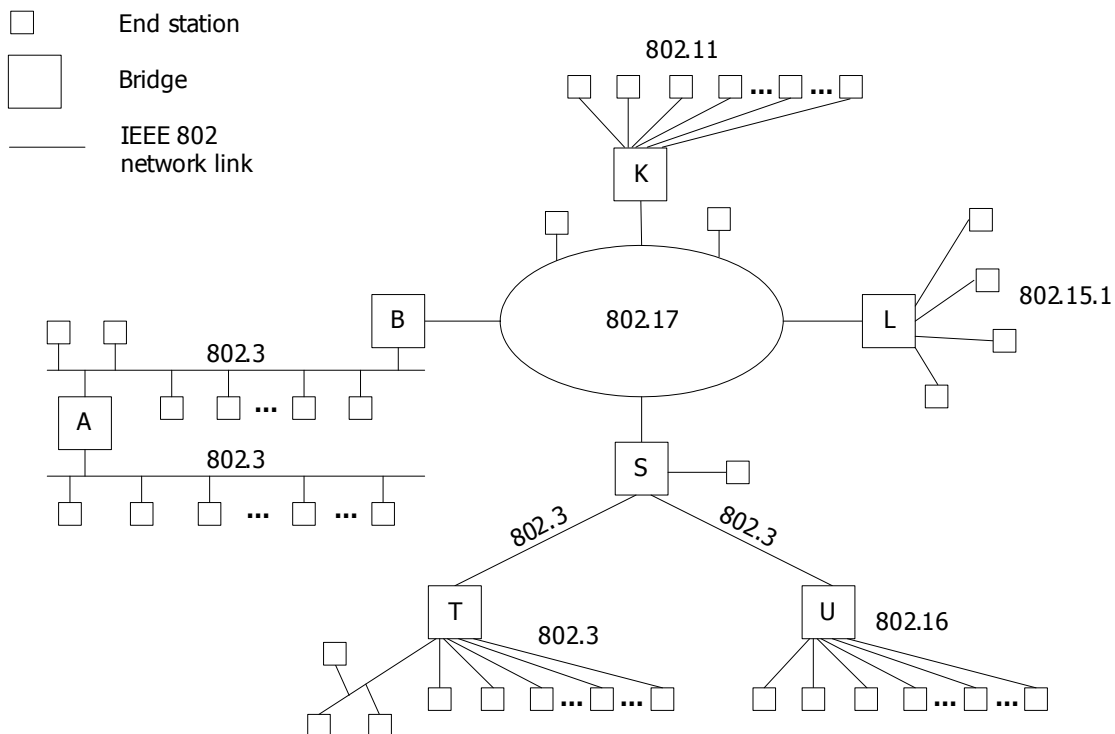 End station
Bridge
IEEE 802
network link
802.11
... ...
K
802.17
B
L
802.15.1
802.3
...
A
802.3
... ...
S
802.3
802.3
T
U
802.3
802.16
... ...
... ...